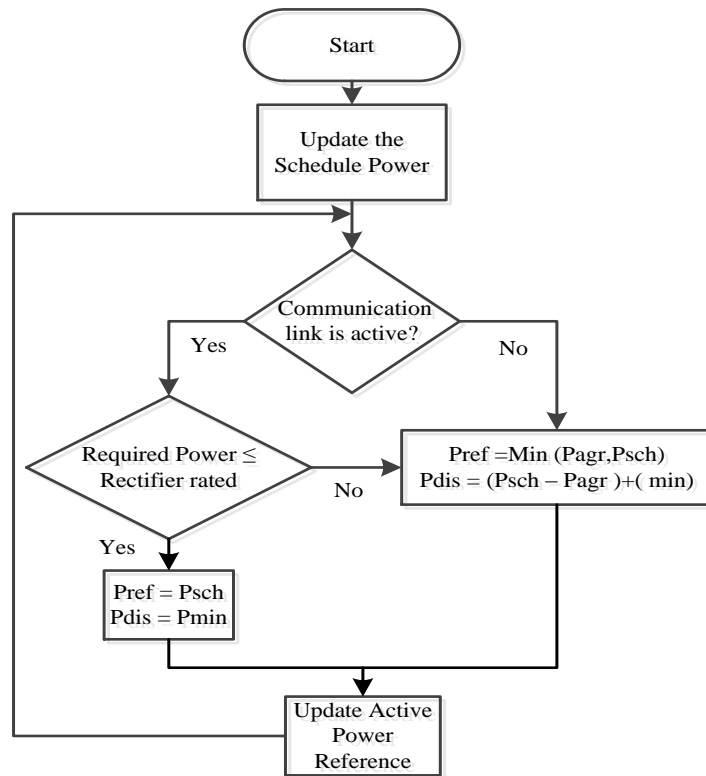 Start
Update the
Schedule Power
Communication
link is active?
Yes
No
Required Power ≤
Rectifier rated
No
Pref =Min (Pagr,Psch)
Pdis = (Psch – Pagr )+( min)
Yes
Pref = Psch
Pdis = Pmin
Update Active
Power
Reference